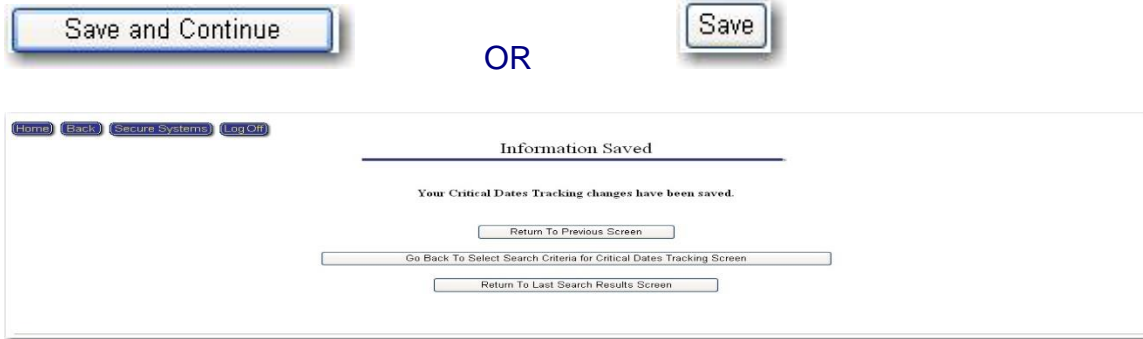 Save and Continue
OR
Save
Home Back Secure Systems Log Off
Information Saved
Your Critical Dates Tracking changes have been saved.
Return To Previous Screen
Go Back To Select Search Criteria for Critical Dates Tracking Screen
Return To Last Search Results Screen